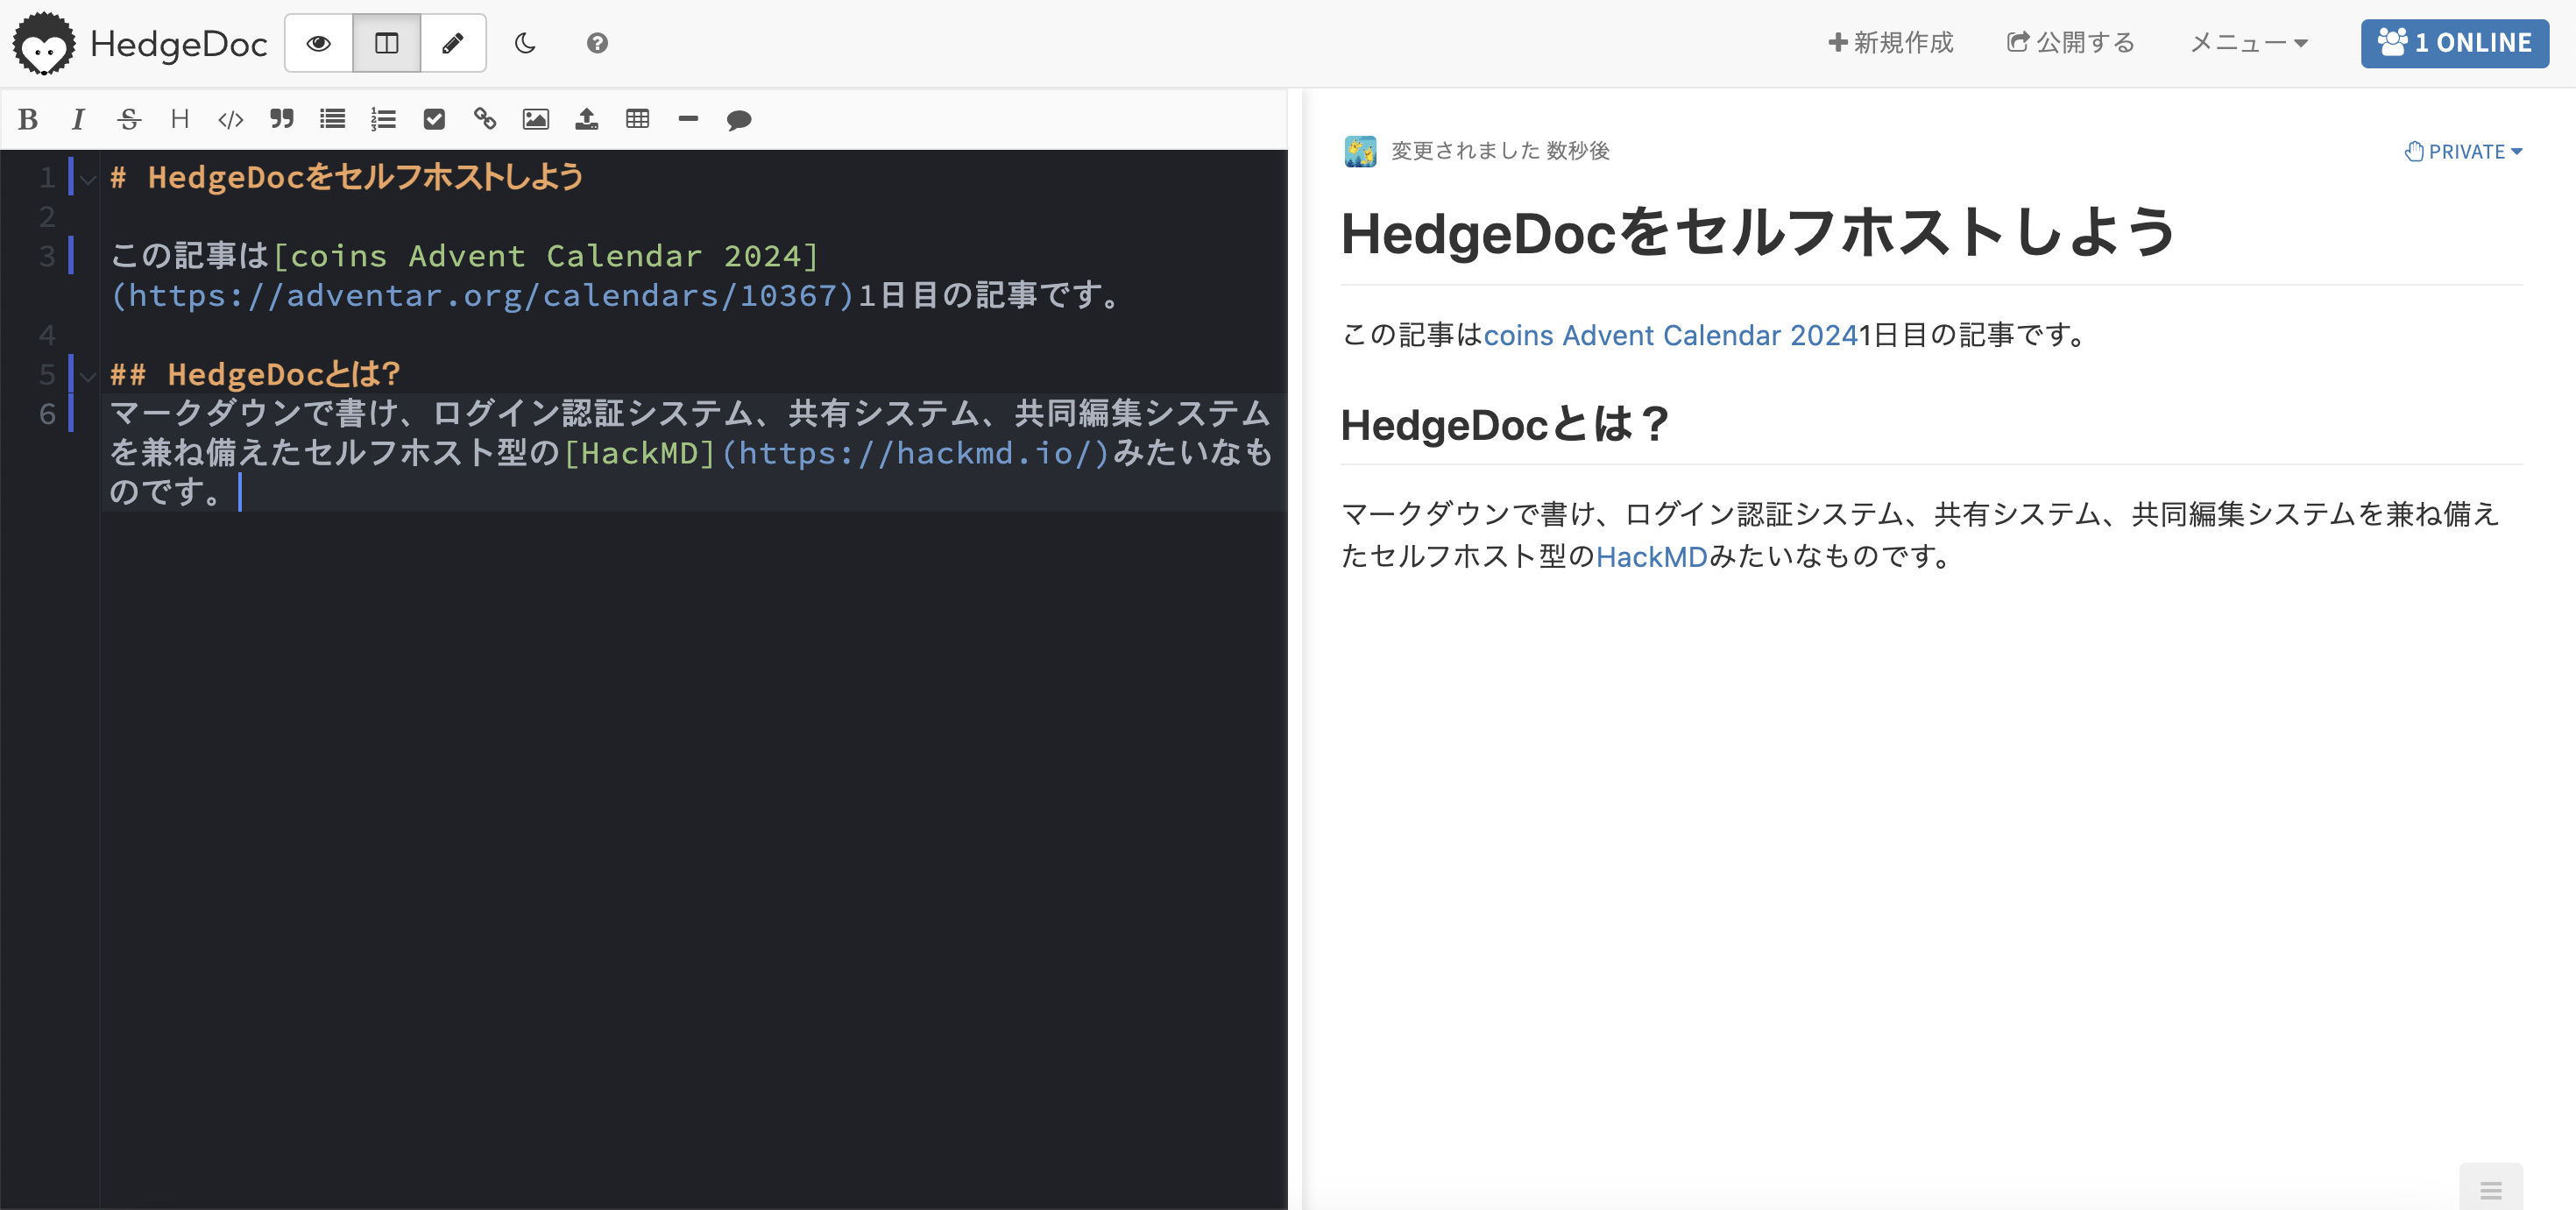 HedgeDoc
新規作成
公開する
メニュー
1 ONLINE
B I S H </>
1 # HedgeDocをセルフホストしよう
2
3 この記事は[coins Advent Calendar 2024]
(https://adventar.org/calendars/10367)1日目の記事です。
4
5 ## HedgeDocとは？
6 マークダウンで書け、ログイン認証システム、共有システム、共同編集システム
を兼ね備えたセルフホスト型の[HackMD](https://hackmd.io/)みたいなも
のです。
変更されました 数秒後
PRIVATE
HedgeDocをセルフホストしよう
この記事はcoins Advent Calendar 20241日目の記事です。
HedgeDocとは？
マークダウンで書け、ログイン認証システム、共有システム、共同編集システムを兼ね備え
たセルフホスト型のHackMDみたいなものです。